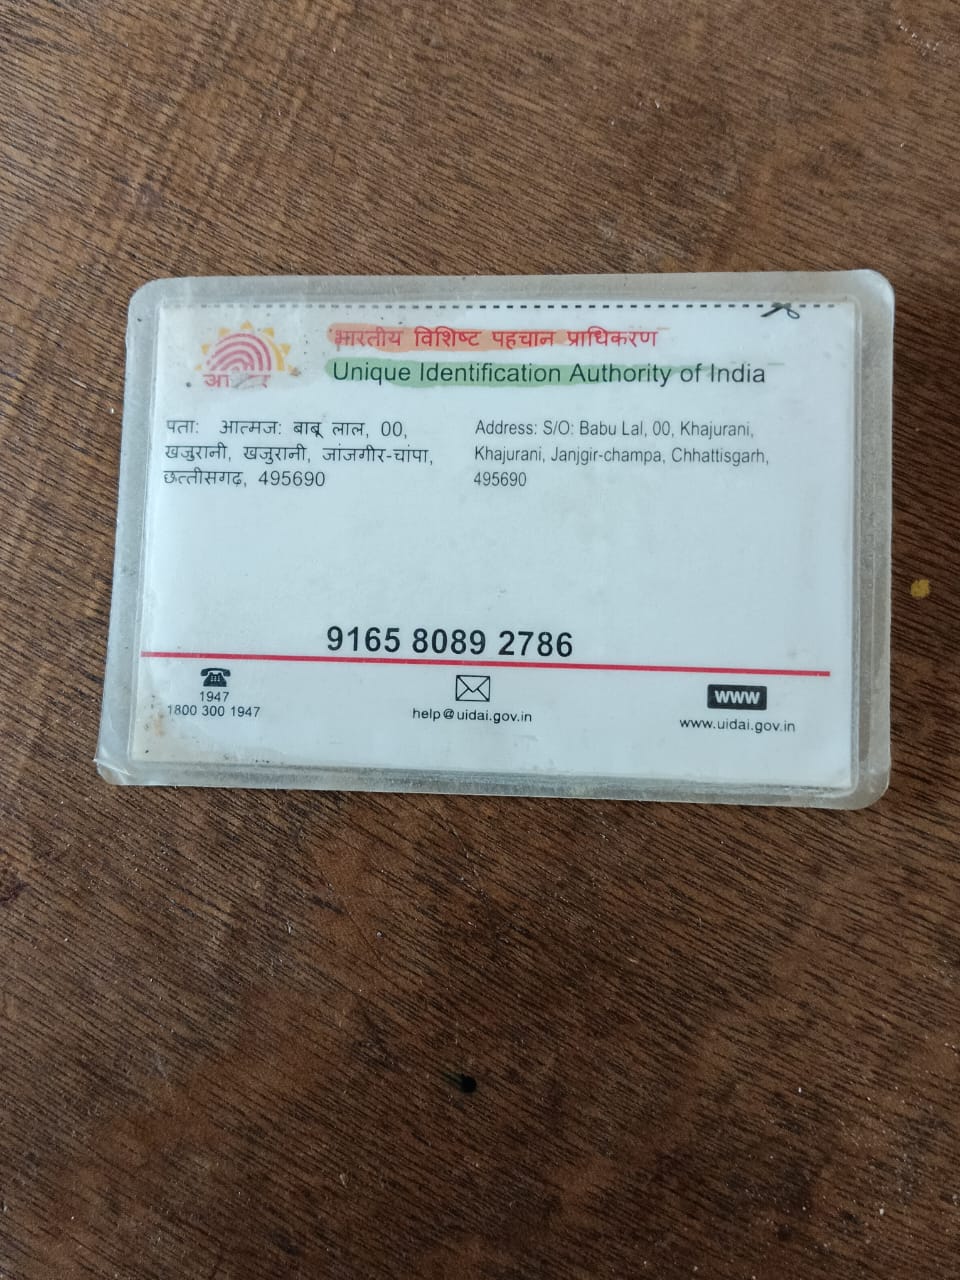 भारतीय विशिष्ट पहचान प्राधिकरण
Unique Identification Authority of India
पता: आत्मज: बाबू लाल, 00,
खजुरानी, खजुरानी, जांजगीर-चांपा,
छत्तीसगढ़, 495690
Address: S/O: Babu Lal, 00, Khajurani,
Khajurani, Janjgir-champa, Chhattisgarh,
495690
9165 8089 2786
1947
1800 300 1947
help@uidai.gov.in
www
www.uidai.gov.in